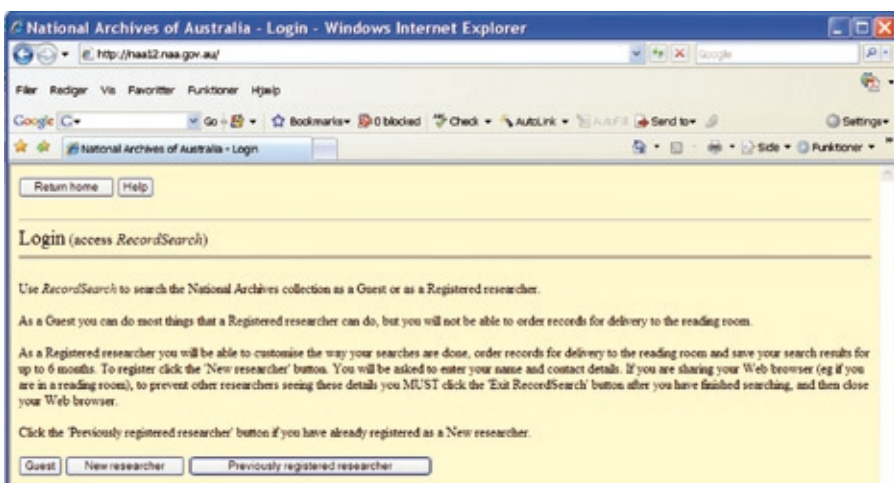 National Archives of Australia - Login - Windows Internet Explorer
http://naa12.naa.gov.au/ Google
Filer Rediger Vis Favoritter Funktioner Hjælp
Google G Go Bookmarks 0 blocked Check AutoLink AutoFill Send to Settings
National Archives of Australia - Login Side Funktioner
Return home Help
Login (access RecordSearch)
Use RecordSearch to search the National Archives collection as a Guest or as a Registered researcher.
As a Guest you can do most things that a Registered researcher can do, but you will not be able to order records for delivery to the reading room.
As a Registered researcher you will be able to customise the way your searches are done, order records for delivery to the reading room and save your search results for
up to 6 months. To register click the 'New researcher' button. You will be asked to enter your name and contact details. If you are sharing your Web browser (eg if you
are in a reading room), to prevent other researchers seeing these details you MUST click the 'Exit RecordSearch' button after you have finished searching, and then close
your Web browser.
Click the 'Previously registered researcher' button if you have already registered as a New researcher.
Guest New researcher Previously registered researcher